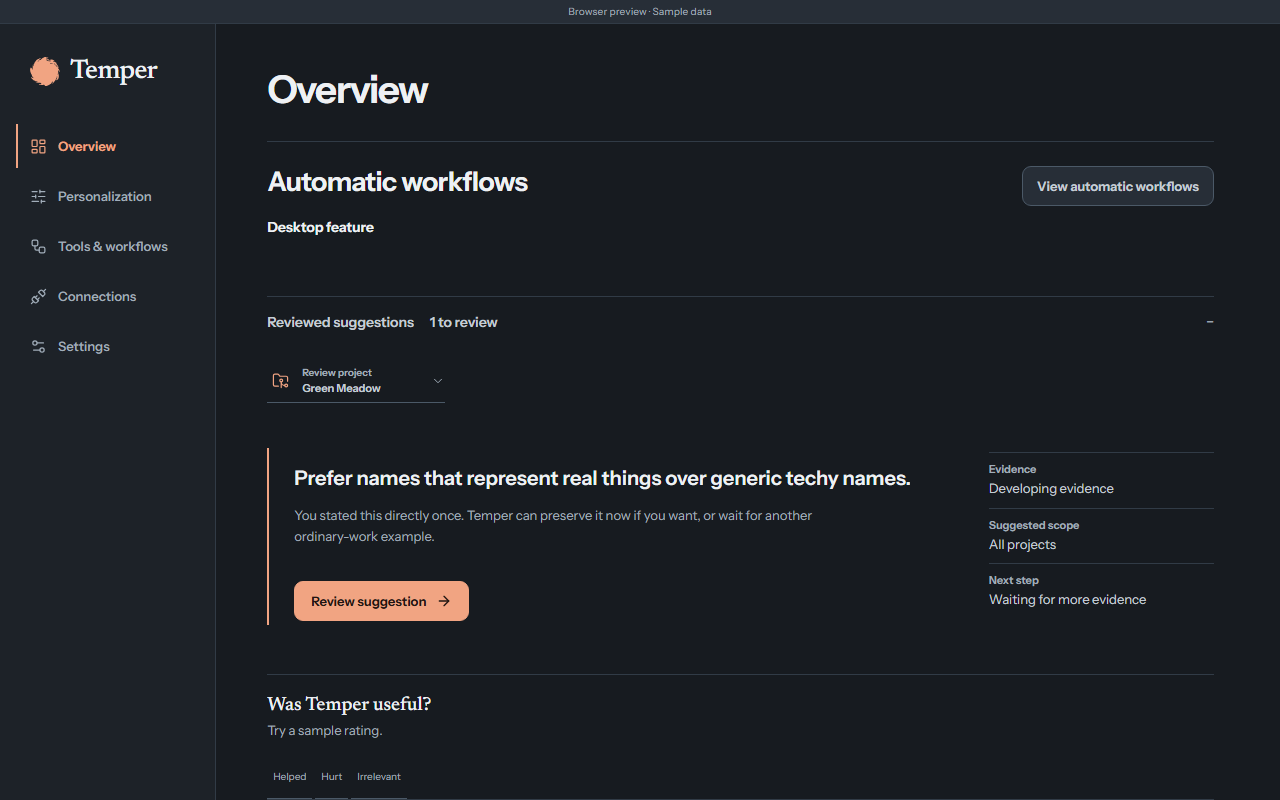 Browser preview · Sample data
Temper
Overview
Personalization
Tools & workflows
Connections
Settings
Overview
Automatic workflows
View automatic workflows
Desktop feature
Reviewed suggestions 1 to review
Review project
Green Meadow
Prefer names that represent real things over generic techy names.
You stated this directly once. Temper can preserve it now if you want, or wait for another
ordinary-work example.
Review suggestion
Evidence
Developing evidence
Suggested scope
All projects
Next step
Waiting for more evidence
Was Temper useful?
Try a sample rating.
Helped Hurt Irrelevant